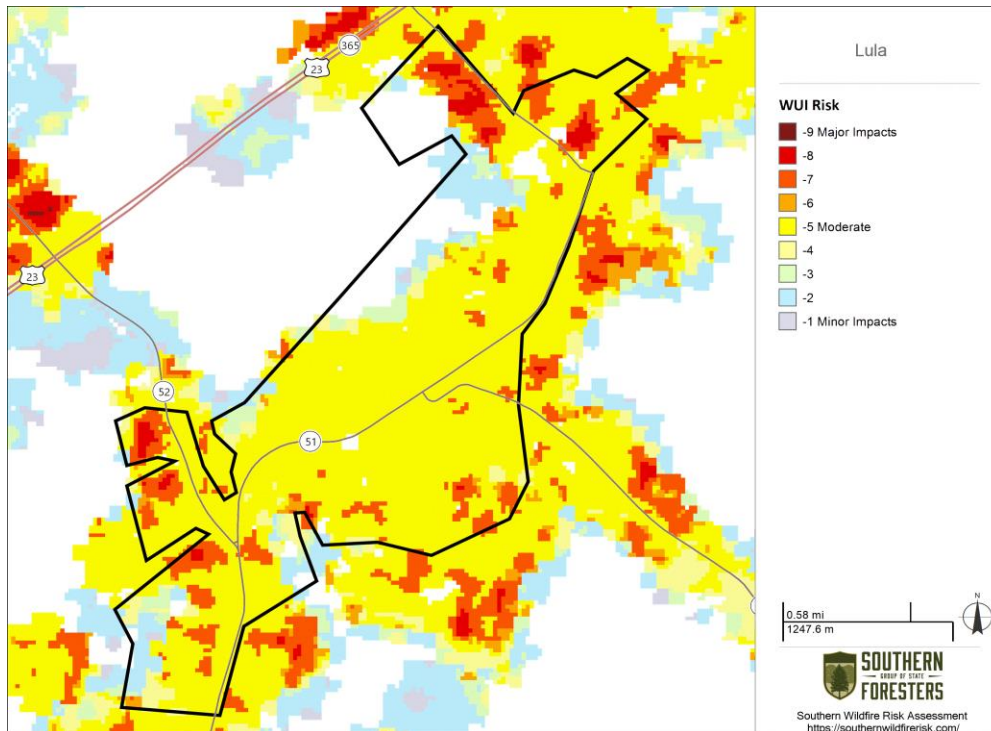 365
23
23
52
51
Lula
WUI Risk
-9 Major Impacts
-8
-7
-6
-5 Moderate
-4
-3
-2
-1 Minor Impacts
0.58 mi
1247.6 m
N
SOUTHERN
GROUP OF STATE
FORESTERS
Southern Wildfire Risk Assessment
https://southernwildfirerisk.com/